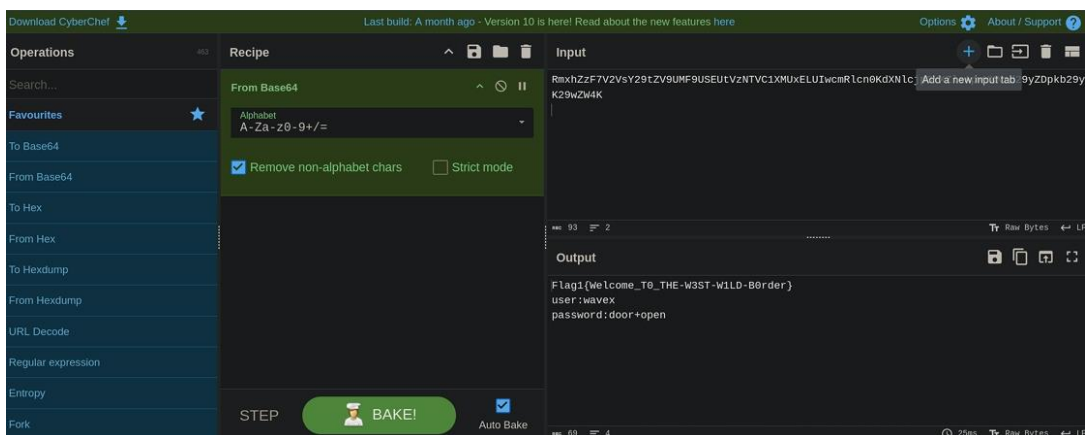 Download CyberChef
Last build: A month ago - Version 10 is here! Read about the new features here
Options
About / Support
Operations
463
Recipe
Input
Search...
From Base64
Add a new input tab
RmxhZzF7V2VsY29tZV9UMF9USEUtVzNTVC1XMUxELUIwcmRlcn0KdXNlcj
9yZDpkb29y
K29wZW4K
Favourites
Alphabet
A-Za-z0-9+/=
To Base64
Remove non-alphabet chars
Strict mode
From Base64
To Hex
From Hex
93
2
Raw Bytes
LF
Output
To Hexdump
Flag1{Welcome_T0_THE-W3ST-W1LD-B0rder}
user:wavex
password:door+open
From Hexdump
URL Decode
Regular expression
Entropy
Fork
STEP
BAKE!
Auto Bake
69
4
25ms
Raw Bytes
LF